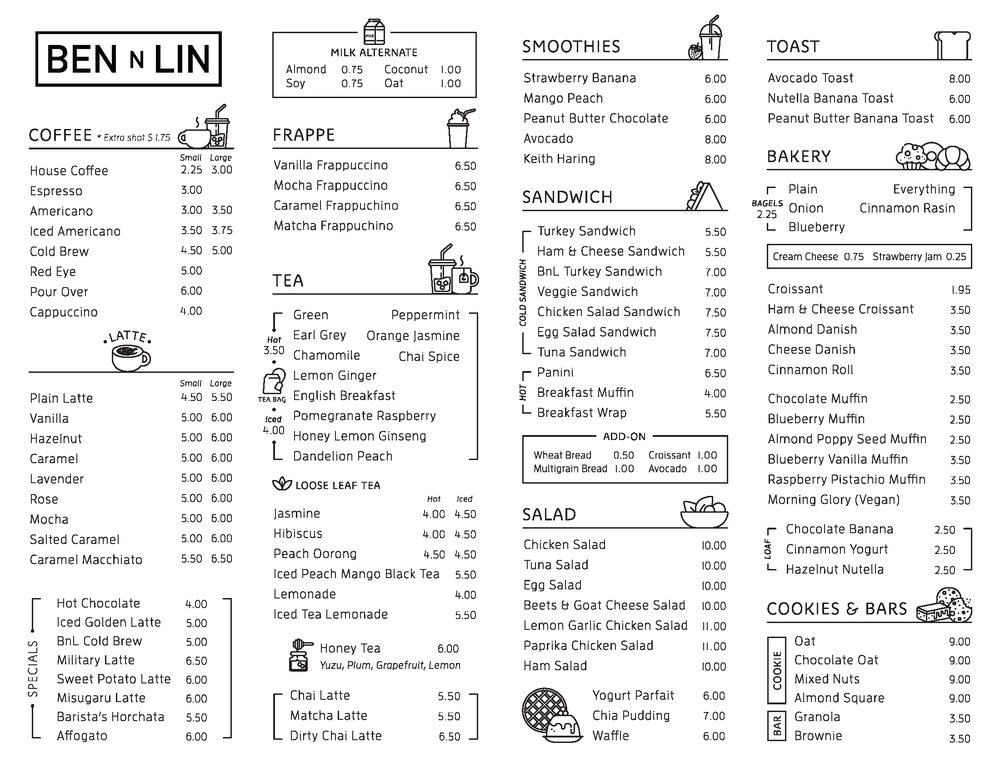 BEN N LIN
COFFEE * Extra shot $ 1.75
Small Large
House Coffee 2.25 3.00
Espresso 3.00
Americano 3.00 3.50
Iced Americano 3.50 3.75
Cold Brew 4.50 5.00
Red Eye 5.00
Pour Over 6.00
Cappuccino 4.00
LATTE
Small Large
Plain Latte 4.50 5.50
Vanilla 5.00 6.00
Hazelnut 5.00 6.00
Caramel 5.00 6.00
Lavender 5.00 6.00
Rose 5.00 6.00
Mocha 5.00 6.00
Salted Caramel 5.00 6.00
Caramel Macchiato 5.50 6.50
SPECIALS
Hot Chocolate 4.00
Iced Golden Latte 5.00
BnL Cold Brew 5.00
Military Latte 6.50
Sweet Potato Latte 6.00
Misugaru Latte 6.00
Barista's Horchata 5.50
Affogato 6.00
MILK ALTERNATE
Almond 0.75 Coconut 1.00
Soy 0.75 Oat 1.00
FRAPPE
Vanilla Frappuccino 6.50
Mocha Frappuccino 6.50
Caramel Frappuchino 6.50
Matcha Frappuchino 6.50
TEA
Hot
3.50
TEA BAG
Iced
4.00
Green Peppermint
Earl Grey Orange Jasmine
Chamomile Chai Spice
Lemon Ginger
English Breakfast
Pomegranate Raspberry
Honey Lemon Ginseng
Dandelion Peach
LOOSE LEAF TEA
Hot Iced
Jasmine 4.00 4.50
Hibiscus 4.00 4.50
Peach Oorong 4.50 4.50
Iced Peach Mango Black Tea 5.50
Lemonade 4.00
Iced Tea Lemonade 5.50
Honey Tea 6.00
Yuzu, Plum, Grapefruit, Lemon
Chai Latte 5.50
Matcha Latte 5.50
Dirty Chai Latte 6.50
SMOOTHIES
Strawberry Banana 6.00
Mango Peach 6.00
Peanut Butter Chocolate 6.00
Avocado 8.00
Keith Haring 8.00
SANDWICH
COLD SANDWICH
Turkey Sandwich 5.50
Ham & Cheese Sandwich 5.50
BnL Turkey Sandwich 7.00
Veggie Sandwich 7.00
Chicken Salad Sandwich 7.50
Egg Salad Sandwich 7.50
Tuna Sandwich 7.00
HOT
Panini 6.50
Breakfast Muffin 4.00
Breakfast Wrap 5.50
ADD-ON
Wheat Bread 0.50 Croissant 1.00
Multigrain Bread 1.00 Avocado 1.00
SALAD
Chicken Salad 10.00
Tuna Salad 10.00
Egg Salad 10.00
Beets & Goat Cheese Salad 10.00
Lemon Garlic Chicken Salad 11.00
Paprika Chicken Salad 11.00
Ham Salad 10.00
Yogurt Parfait 6.00
Chia Pudding 7.00
Waffle 6.00
TOAST
Avocado Toast 8.00
Nutella Banana Toast 6.00
Peanut Butter Banana Toast 6.00
BAKERY
BAGELS
2.25
Plain Everything
Onion Cinnamon Rasin
Blueberry
Cream Cheese 0.75 Strawberry Jam 0.25
Croissant 1.95
Ham & Cheese Croissant 3.50
Almond Danish 3.50
Cheese Danish 3.50
Cinnamon Roll 3.50
Chocolate Muffin 2.50
Blueberry Muffin 2.50
Almond Poppy Seed Muffin 2.50
Blueberry Vanilla Muffin 3.50
Raspberry Pistachio Muffin 3.50
Morning Glory (Vegan) 3.50
LOAF
Chocolate Banana 2.50
Cinnamon Yogurt 2.50
Hazelnut Nutella 2.50
COOKIES & BARS
COOKIE
Oat 9.00
Chocolate Oat 9.00
Mixed Nuts 9.00
Almond Square 9.00
BAR
Granola 3.50
Brownie 3.50